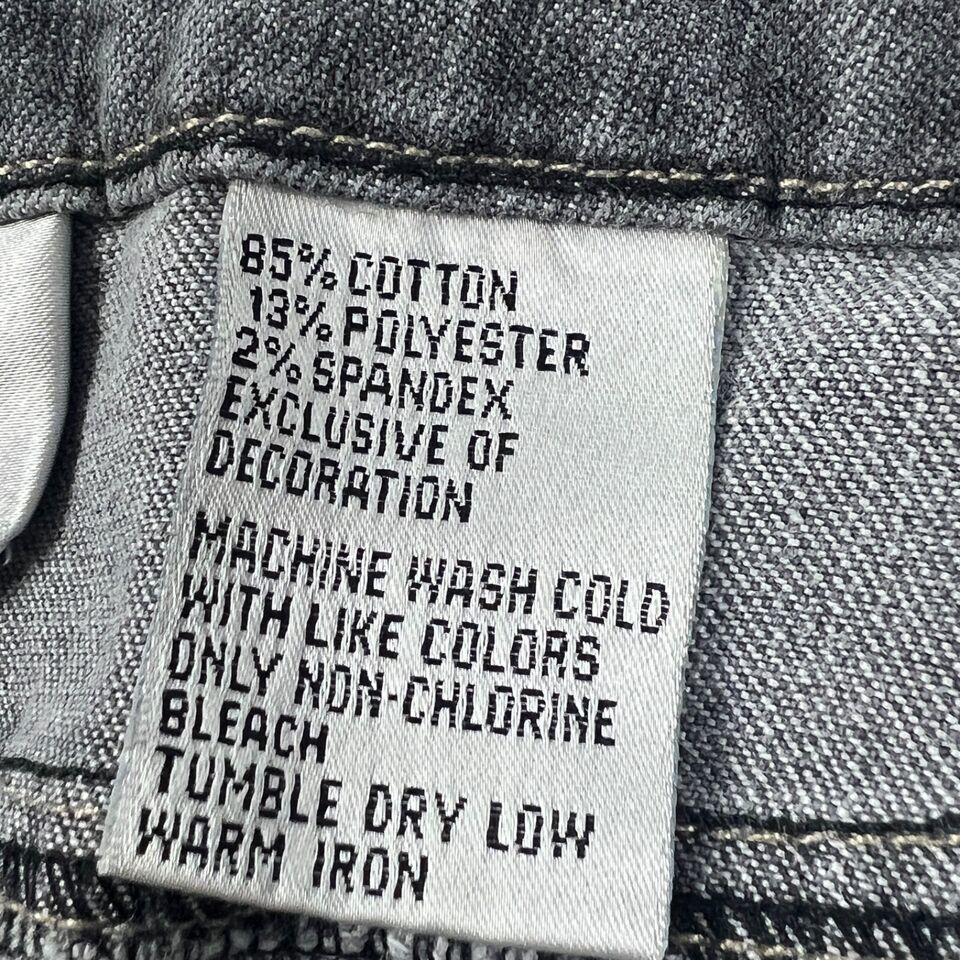 85% COTTON
13% POLYESTER
2% SPANDEX
EXCLUSIVE OF
DECORATION
MACHINE WASH COLD
WITH LIKE COLORS
ONLY NON-CHLORINE
BLEACH
TUMBLE DRY LOW
WARM IRON